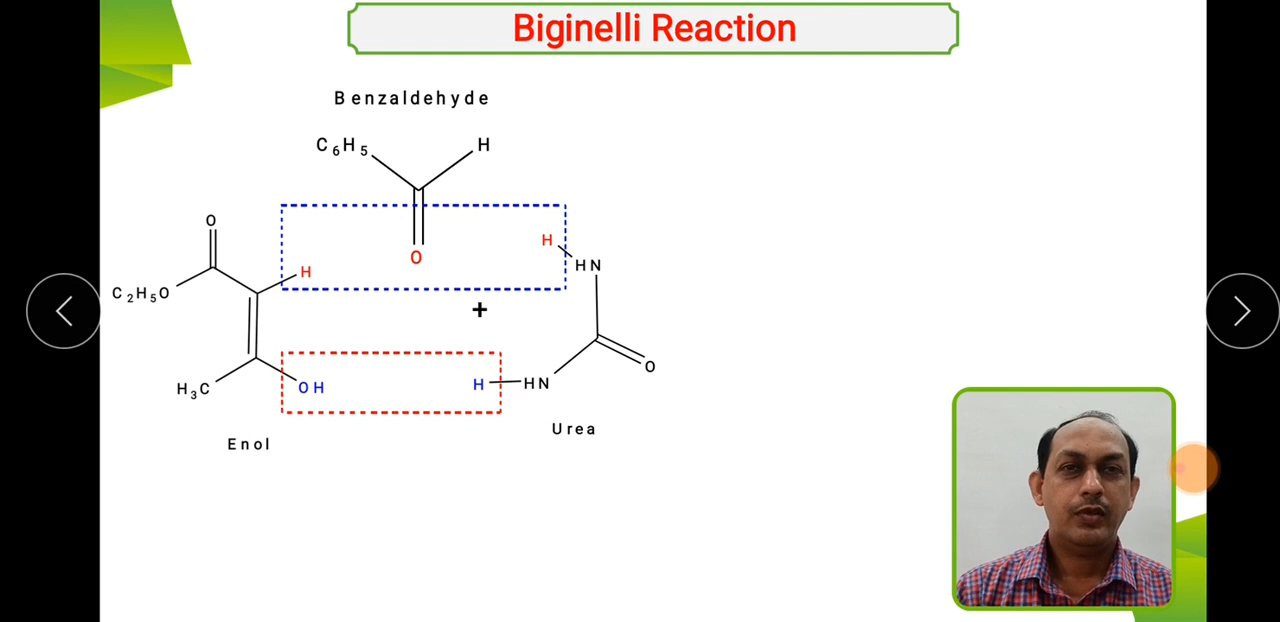 Biginelli Reaction
Benzaldehyde
C6H5
H
O
O
H
H
HN
C2H5O
+
O
H3C
OH
H
HN
Urea
Enol